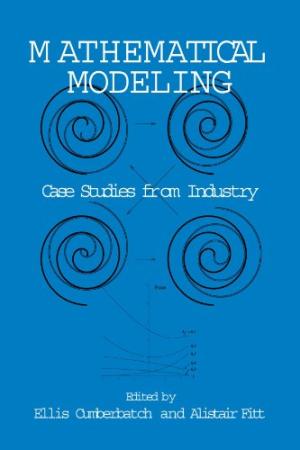 MATHEMATICAL
MODELING
Case Studies from Industry
Edited by
Ellis Cumberbatch and Alistair Fitt